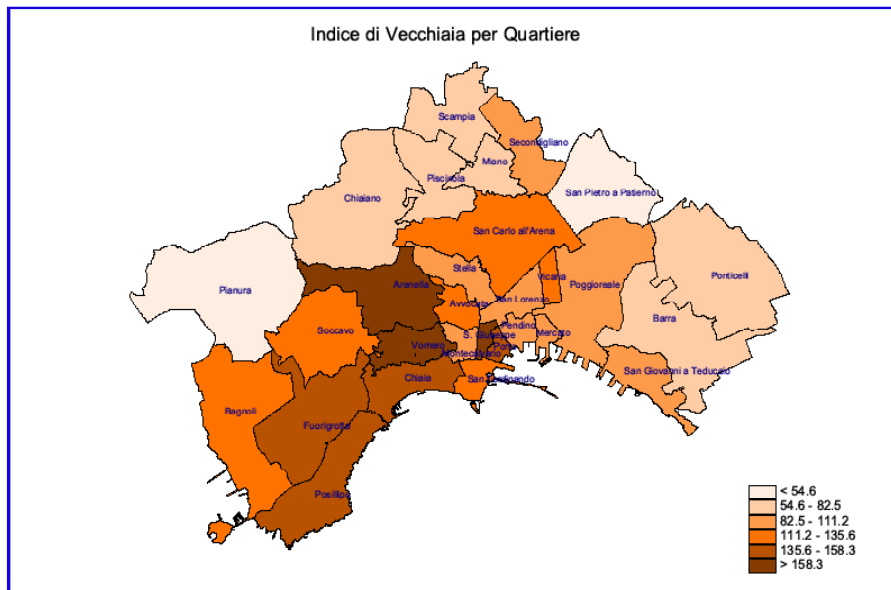 Indice di Vecchiaia per Quartiere
Scampia
Secondigliano
Miano
Piscinola
San Pietro a Patierno
Chiaiano
San Carlo all'Arena
Stella
Vicaria
Ponticelli
Arenella
Poggioreale
Pianura
Avvocata
San Lorenzo
Barra
Soccavo
Pendino
Mercato
S. Giuseppe
Vomero
Porto
Montecalvario
San Giovanni a Teduccio
Chiaia
San Ferdinando
Bagnoli
Fuorigrotta
Posillipo
< 54.6
54.6 - 82.5
82.5 - 111.2
111.2 - 135.6
135.6 - 158.3
> 158.3